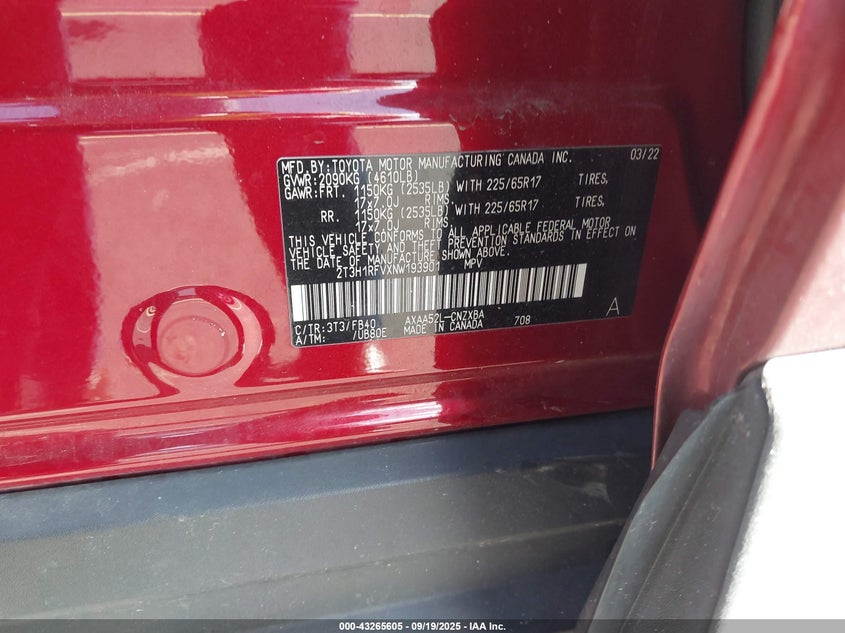 MFD.BY:TOYOTA MOTOR MANUFACTURING CANADA INC. 03/22
GVWR:2090KG (4610LB)
GAWR:FRT 1150KG (2535LB) WITH 225/65R17 TIRES,
17x7.0J RIMS.
RR. 1150KG (2535LB) WITH 225/65R17 TIRES,
17x7.0J RIMS.
THIS VEHICLE CONFORMS TO ALL APPLICABLE FEDERAL MOTOR
VEHICLE SAFETY AND THEFT PREVENTION STANDARDS IN EFFECT ON
THE DATE OF MANUFACTURE SHOWN ABOVE.
2T3H1RFVXNW193901 MPV
C/TR:3T3/FB40 AXAA52L-CNZXBA 708 A
A/TM: /UB80E MADE IN CANADA
000-43265605 - 09/19/2025 - IAA Inc.